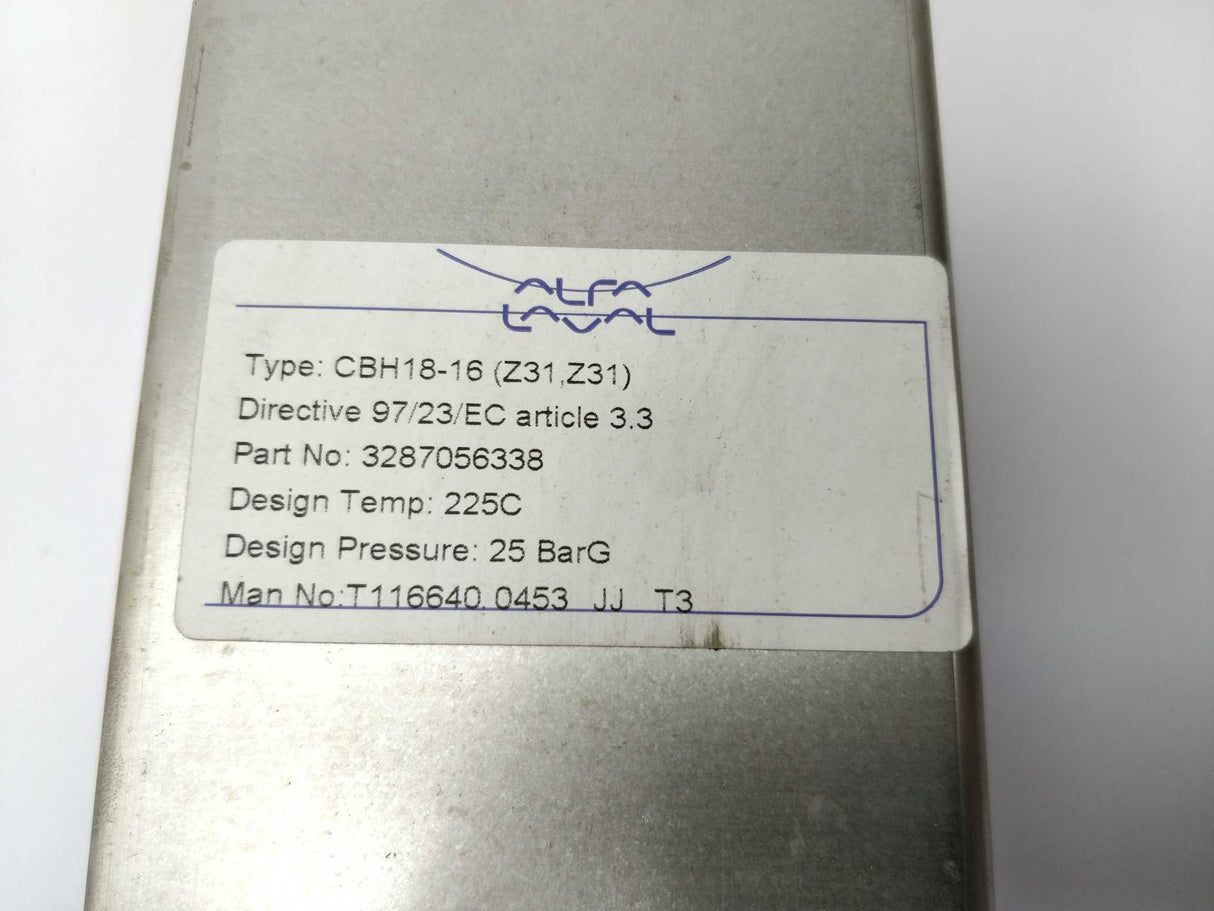 ALFA
LAVAL
Type: CBH18-16 (Z31,Z31)
Directive 97/23/EC article 3.3
Part No: 3287056338
Design Temp: 225C
Design Pressure: 25 BarG
Man No:T116640.0453 JJ T3